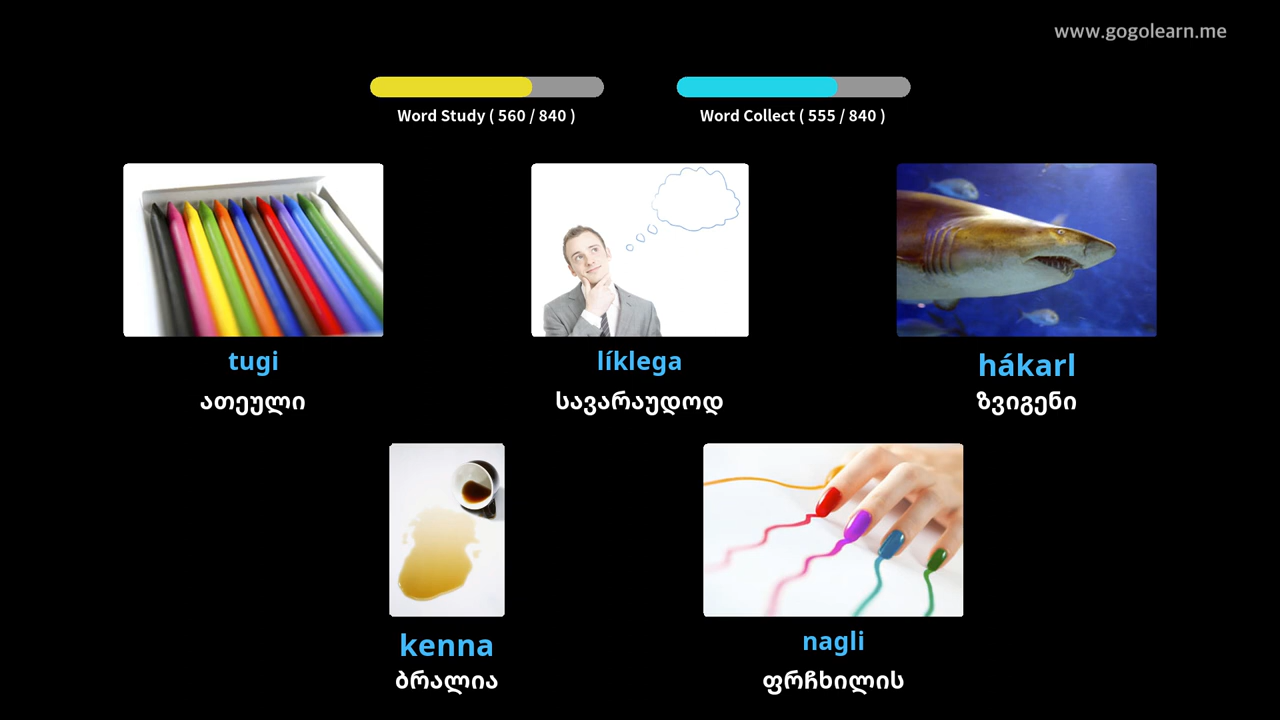 www.gogolearn.me
Word Study ( 560 / 840 )
Word Collect ( 555 / 840 )
tugi
ათეული
líklega
სავარაუდოდ
hákarl
ზვიგენი
kenna
ბრალია
nagli
ფრჩხილის